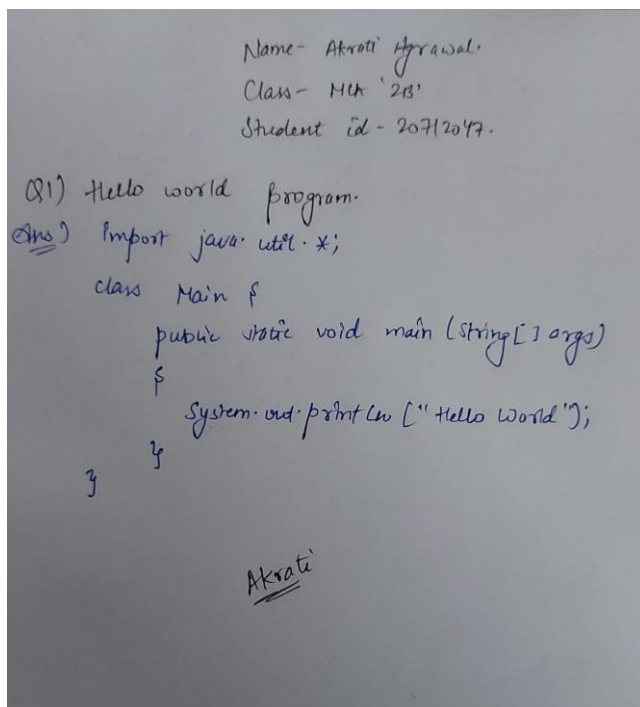 Name- Akrati Agrawal.
Class- MCA '2B'
Student id - 20712047.
Q1) Hello world program.
Ans) Import java. util. *;
class Main {
public static void main (String[ ] args)
{
System. out. println (" Hello World");
}
}
Akrati